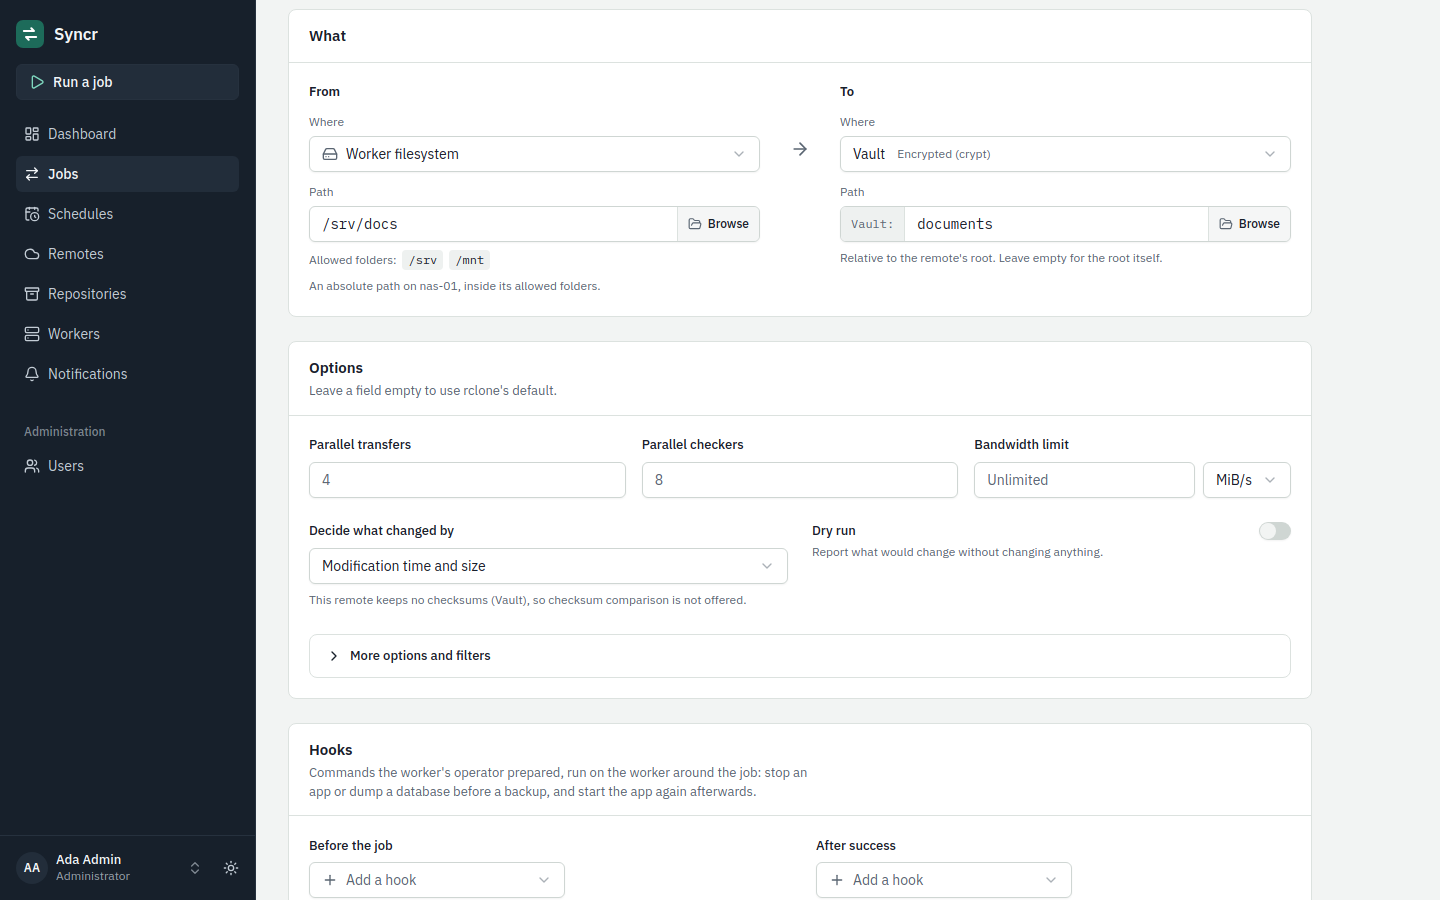 Syncr
Run a job
Dashboard
Jobs
Schedules
Remotes
Repositories
Workers
Notifications
Administration
Users
AA
Ada Admin
Administrator
What
From
Where
Worker filesystem
Path
/srv/docs
Browse
Allowed folders: /srv /mnt
An absolute path on nas-01, inside its allowed folders.
To
Where
Vault Encrypted (crypt)
Path
Vault: documents
Browse
Relative to the remote's root. Leave empty for the root itself.
Options
Leave a field empty to use rclone's default.
Parallel transfers
4
Parallel checkers
8
Bandwidth limit
Unlimited
MiB/s
Decide what changed by
Modification time and size
This remote keeps no checksums (Vault), so checksum comparison is not offered.
Dry run
Report what would change without changing anything.
More options and filters
Hooks
Commands the worker's operator prepared, run on the worker around the job: stop an
app or dump a database before a backup, and start the app again afterwards.
Before the job
Add a hook
After success
Add a hook